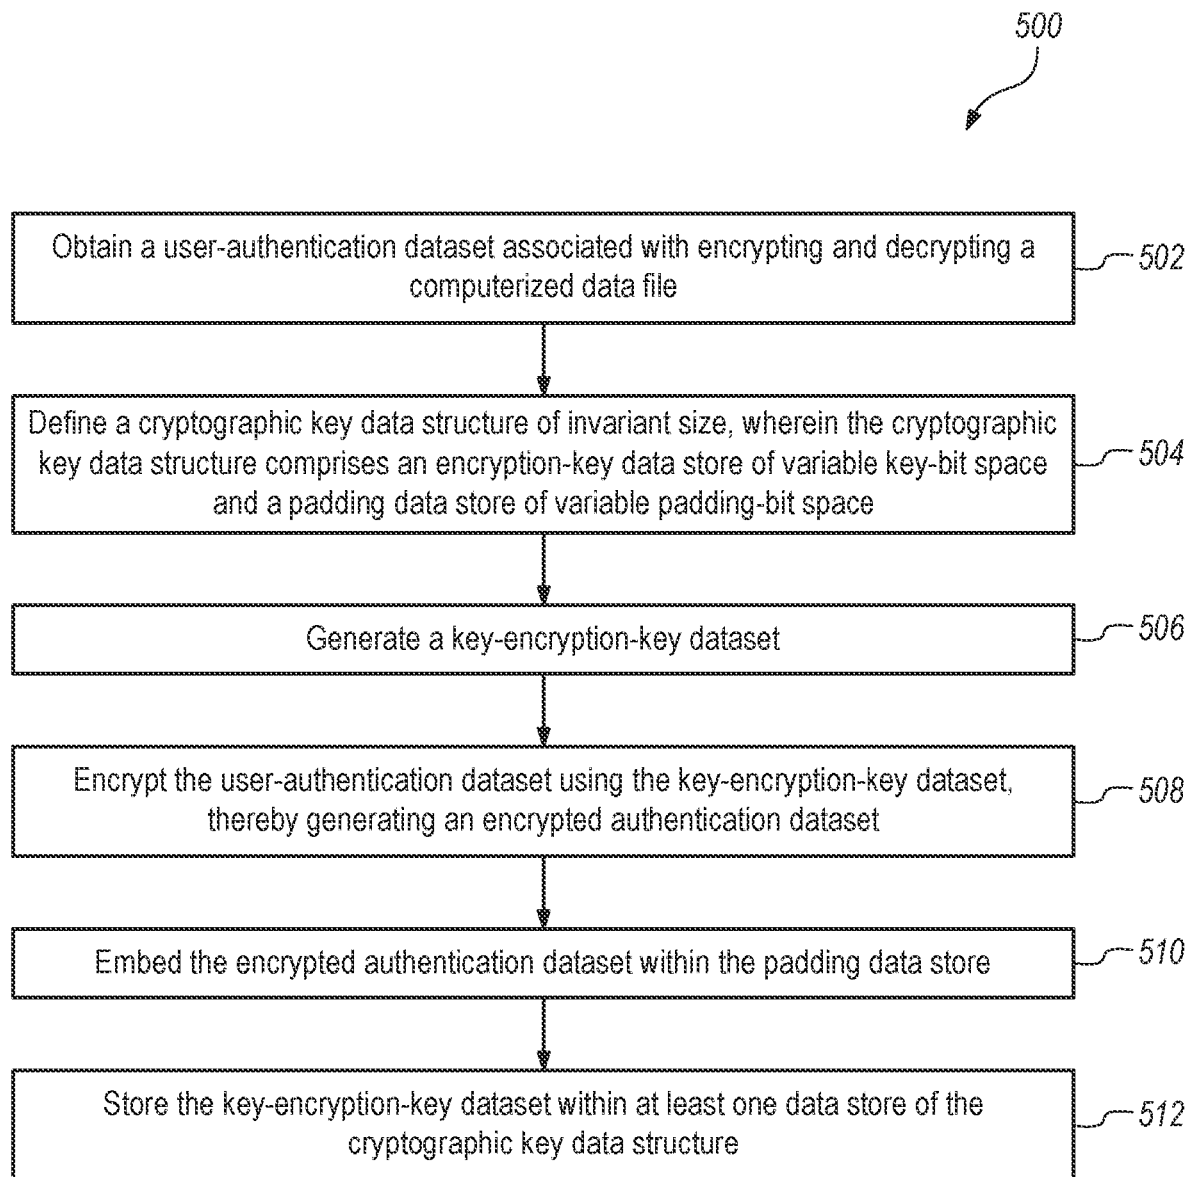 500
Obtain a user-authentication dataset associated with encrypting and decrypting a
computerized data file
502
Define a cryptographic key data structure of invariant size, wherein the cryptographic
key data structure comprises an encryption-key data store of variable key-bit space
and a padding data store of variable padding-bit space
504
Generate a key-encryption-key dataset
506
Encrypt the user-authentication dataset using the key-encryption-key dataset,
thereby generating an encrypted authentication dataset
508
Embed the encrypted authentication dataset within the padding data store
510
Store the key-encryption-key dataset within at least one data store of the
cryptographic key data structure
512